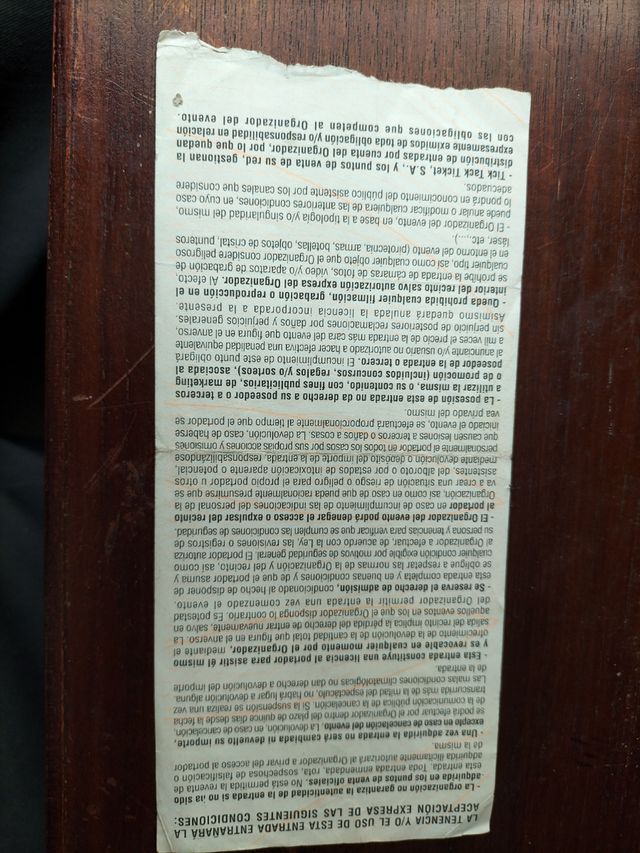 LA TENENCIA Y/O EL USO DE ESTA ENTRADA ENTRAÑARÁ LA
ACEPTACIÓN EXPRESA DE LAS SIGUIENTES CONDICIONES:
- La organización no garantiza la autenticidad de la entrada si no ha sido
adquirida en los puntos de venta oficiales. No está permitida la reventa de
esta entrada. Toda entrada enmendada, rota, sospechosa de falsificación o
adquirida ilícitamente autorizará al Organizador a privar del acceso al portador
de la misma.
- Una vez adquirida la entrada no será cambiada ni devuelto su importe,
excepto en caso de cancelación del evento. La devolución, en caso de cancelación,
se podrá efectuar por el Organizador dentro del plazo de quince días desde la fecha
de la comunicación pública de la cancelación. Si la suspensión se realiza una vez
transcurrida más de la mitad del espectáculo, no habrá lugar a devolución alguna.
Las malas condiciones climatológicas no dan derecho a devolución del importe
de la entrada.
- Esta entrada constituye una licencia al portador para asistir él mismo
y es revocable en cualquier momento por el Organizador, mediante el
ofrecimiento de la devolución de la cantidad total que figura en el anverso. La
salida del recinto implica la pérdida del derecho de entrar nuevamente, salvo en
aquellos eventos en los que el Organizador disponga lo contrario. Es potestad
del Organizador permitir la entrada una vez comenzado el evento.
- Se reserva el derecho de admisión, condicionado al hecho de disponer de
esta entrada completa y en buenas condiciones y de que el portador asuma y
se obligue a respetar las normas de la Organización y del recinto, así como
cualquier condición exigible por motivos de seguridad general. El portador autoriza
al Organizador a efectuar, de acuerdo con la Ley, las revisiones o registros de
su persona y tenencias para verificar que se cumplen las condiciones de seguridad.
- El Organizador del evento podrá denegar el acceso o expulsar del recinto
al portador en caso de incumplimiento de las indicaciones del personal de la
Organización, así como en caso de que pueda racionalmente presumirse que se
va a crear una situación de riesgo o peligro para el propio portador u otros
asistentes, del alboroto o por estados de intoxicación aparente o potencial,
mediante devolución o depósito del importe de la entrada, responsabilizándose
personalmente el portador en todos los casos por sus propias acciones y omisiones
que causen lesiones a terceros o daños a cosas. La devolución, caso de haberse
iniciado el evento, se efectuará proporcionalmente al tiempo que el portador se
vea privado del mismo.
- La posesión de esta entrada no da derecho a su poseedor o a terceros
a utilizar la misma, o su contenido, con fines publicitarios, de marketing
o de promoción (incluidos concursos, regalos y/o sorteos), asociada al
poseedor de la entrada o tercero. El incumplimiento de este punto obligará
al anunciante y/o usuario no autorizado a hacer efectiva una penalidad equivalente
a mil veces el precio de la entrada más cara del evento que figura en el anverso,
sin perjuicio de posteriores reclamaciones por daños y perjuicios generales.
Asimismo quedará anulada la licencia incorporada a la presente.
- Queda prohibida cualquier filmación, grabación o reproducción en el
interior del recinto salvo autorización expresa del Organizador. Al efecto,
se prohíbe la entrada de cámaras de fotos, vídeo y/o aparatos de grabación de
cualquier tipo, así como cualquier objeto que el Organizador considere peligroso
en el entorno del evento (pirotecnia, armas, botellas, objetos de cristal, punteros
láser, etc.,...).
- El Organizador del evento, en base a la tipología y/o singularidad del mismo,
puede anular o modificar cualquiera de las anteriores condiciones, en cuyo caso
lo pondrá en conocimiento del público asistente por los canales que considere
adecuados.
- Tick Tack Ticket, S.A., y los puntos de venta de su red, gestionan la
distribución de entradas por cuenta del Organizador, por lo que quedan
expresamente eximidos de toda obligación y/o responsabilidad en relación
con las obligaciones que competen al Organizador del evento.